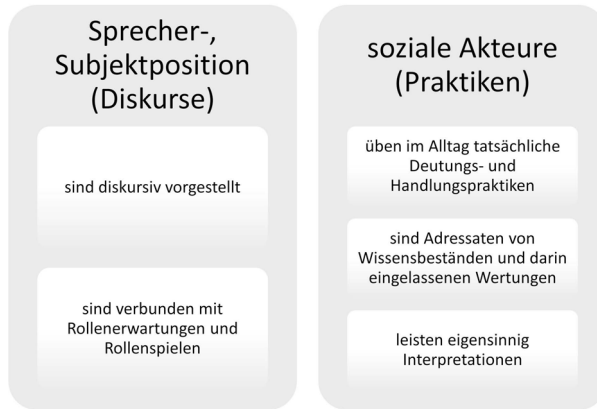 Sprecher-,
Subjektposition
(Diskurse)
sind diskursiv vorgestellt
sind verbunden mit
Rollenerwartungen und
Rollenspielen
soziale Akteure
(Praktiken)
üben im Alltag tatsächliche
Deutungs- und
Handlungspraktiken
sind Adressaten von
Wissensbeständen und darin
eingelassenen Wertungen
leisten eigensinnig
Interpretationen